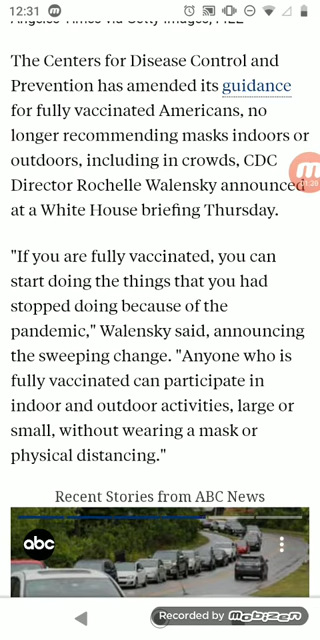 12:31
The Centers for Disease Control and
Prevention has amended its guidance
for fully vaccinated Americans, no
longer recommending masks indoors or
outdoors, including in crowds, CDC
Director Rochelle Walensky announced
01:36
at a White House briefing Thursday.
"If you are fully vaccinated, you can
start doing the things that you had
stopped doing because of the
pandemic," Walensky said, announcing
the sweeping change. "Anyone who is
fully vaccinated can participate in
indoor and outdoor activities, large or
small, without wearing a mask or
physical distancing."
Recent Stories from ABC News
abc
Recorded by mobizen